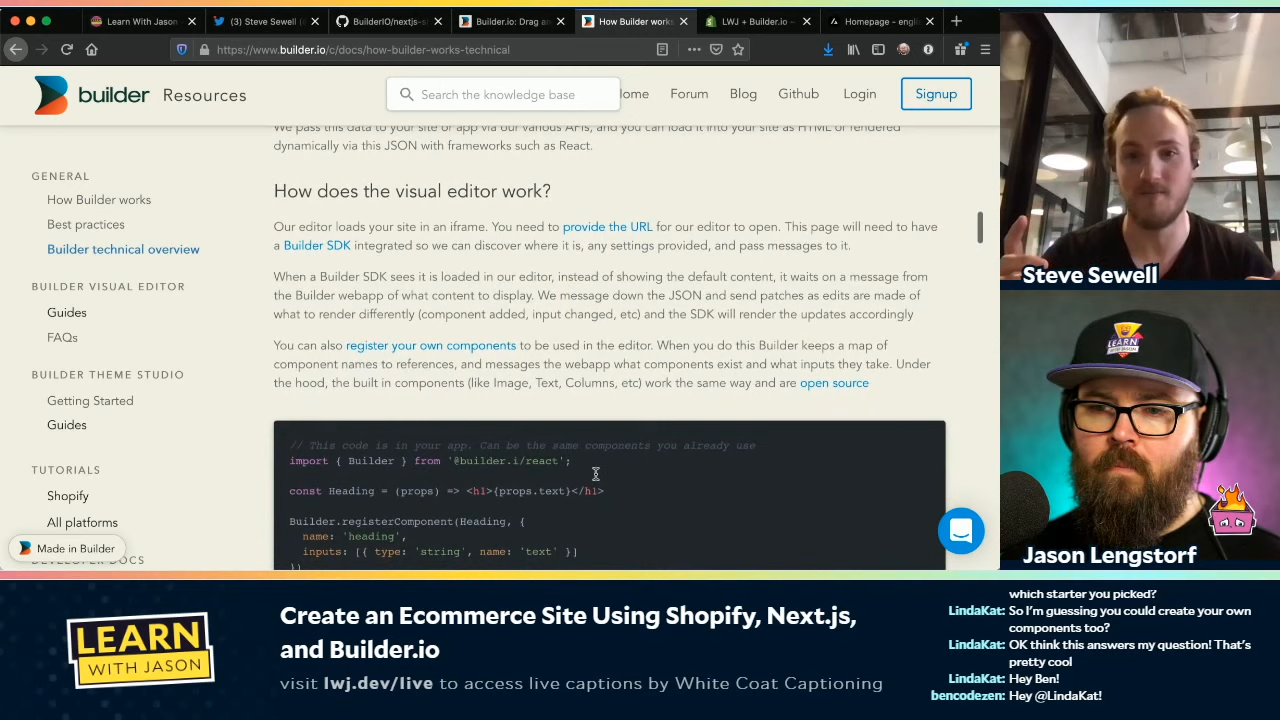 Learn With Jason
(3) Steve Sewell
BuilderIO/nextjs-s
Builder.io: Drag an
How Builder works
LWJ + Builder.io –
Homepage - engli
https://www.builder.io/c/docs/how-builder-works-technical
builder Resources
Search the knowledge base
ome
Forum
Blog
Github
Login
Signup
We pass this data to your site or app via our various APIs, and you can load it into your site as HTML or rendered
dynamically via this JSON with frameworks such as React.
GENERAL
How Builder works
Best practices
Builder technical overview
BUILDER VISUAL EDITOR
Guides
FAQs
BUILDER THEME STUDIO
Getting Started
Guides
TUTORIALS
Shopify
All platforms
Made in Builder
DEVELOPER DOCS
How does the visual editor work?
Our editor loads your site in an iframe. You need to provide the URL for our editor to open. This page will need to have
a Builder SDK integrated so we can discover where it is, any settings provided, and pass messages to it.
When a Builder SDK sees it is loaded in our editor, instead of showing the default content, it waits on a message from
the Builder webapp of what content to display. We message down the JSON and send patches as edits are made of
what to render differently (component added, input changed, etc) and the SDK will render the updates accordingly
You can also register your own components to be used in the editor. When you do this Builder keeps a map of
component names to references, and messages the webapp what components exist and what inputs they take. Under
the hood, the built in components (like Image, Text, Columns, etc) work the same way and are open source
// This code is in your app. Can be the same components you already use
import { Builder } from '@builder.i/react';
const Heading = (props) => <h1>{props.text}</h1>
Builder.registerComponent(Heading, {
name: 'heading',
inputs: [{ type: 'string', name: 'text' }]
})
Steve Sewell
LEARN
Jason Lengstorf
LEARN
WITH JASON
Create an Ecommerce Site Using Shopify, Next.js,
and Builder.io
visit lwj.dev/live to access live captions by White Coat Captioning
which starter you picked?
LindaKat: So I'm guessing you could create your own
components too?
LindaKat: OK think this answers my question! That's
pretty cool
LindaKat: Hey Ben!
bencodezen: Hey @LindaKat!